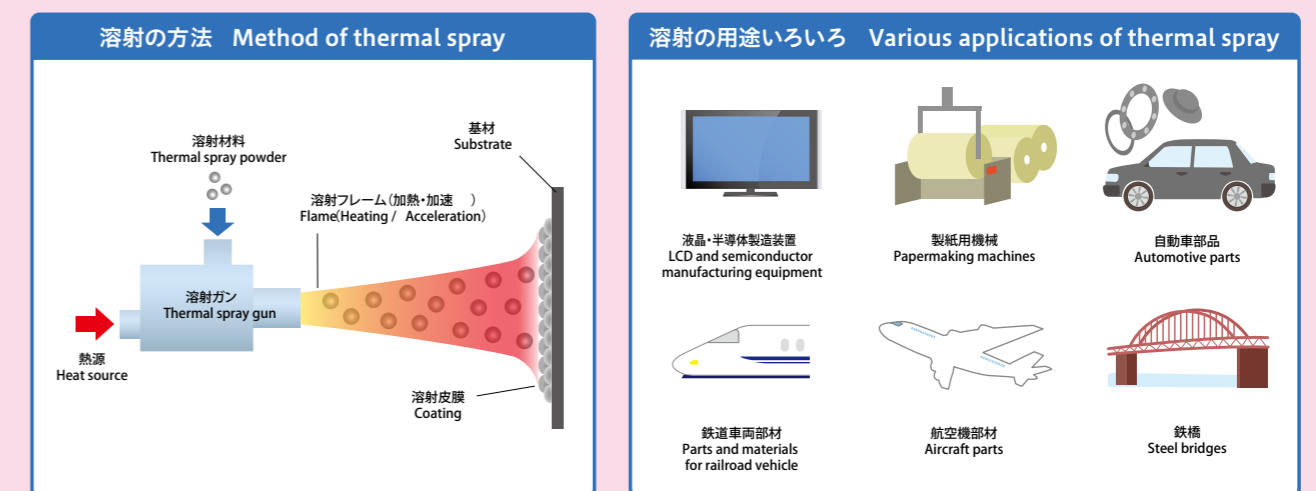 溶射の方法 Method of thermal spray
溶射材料
Thermal spray powder
基材
Substrate
溶射フレーム(加熱・加速 )
Flame(Heating / Acceleration)
溶射ガン
Thermal spray gun
熱源
Heat source
溶射皮膜
Coating
溶射の用途いろいろ Various applications of thermal spray
液晶・半導体製造装置
LCD and semiconductor
manufacturing equipment
製紙用機械
Papermaking machines
自動車部品
Automotive parts
鉄道車両部材
Parts and materials
for railroad vehicle
航空機部材
Aircraft parts
鉄橋
Steel bridges